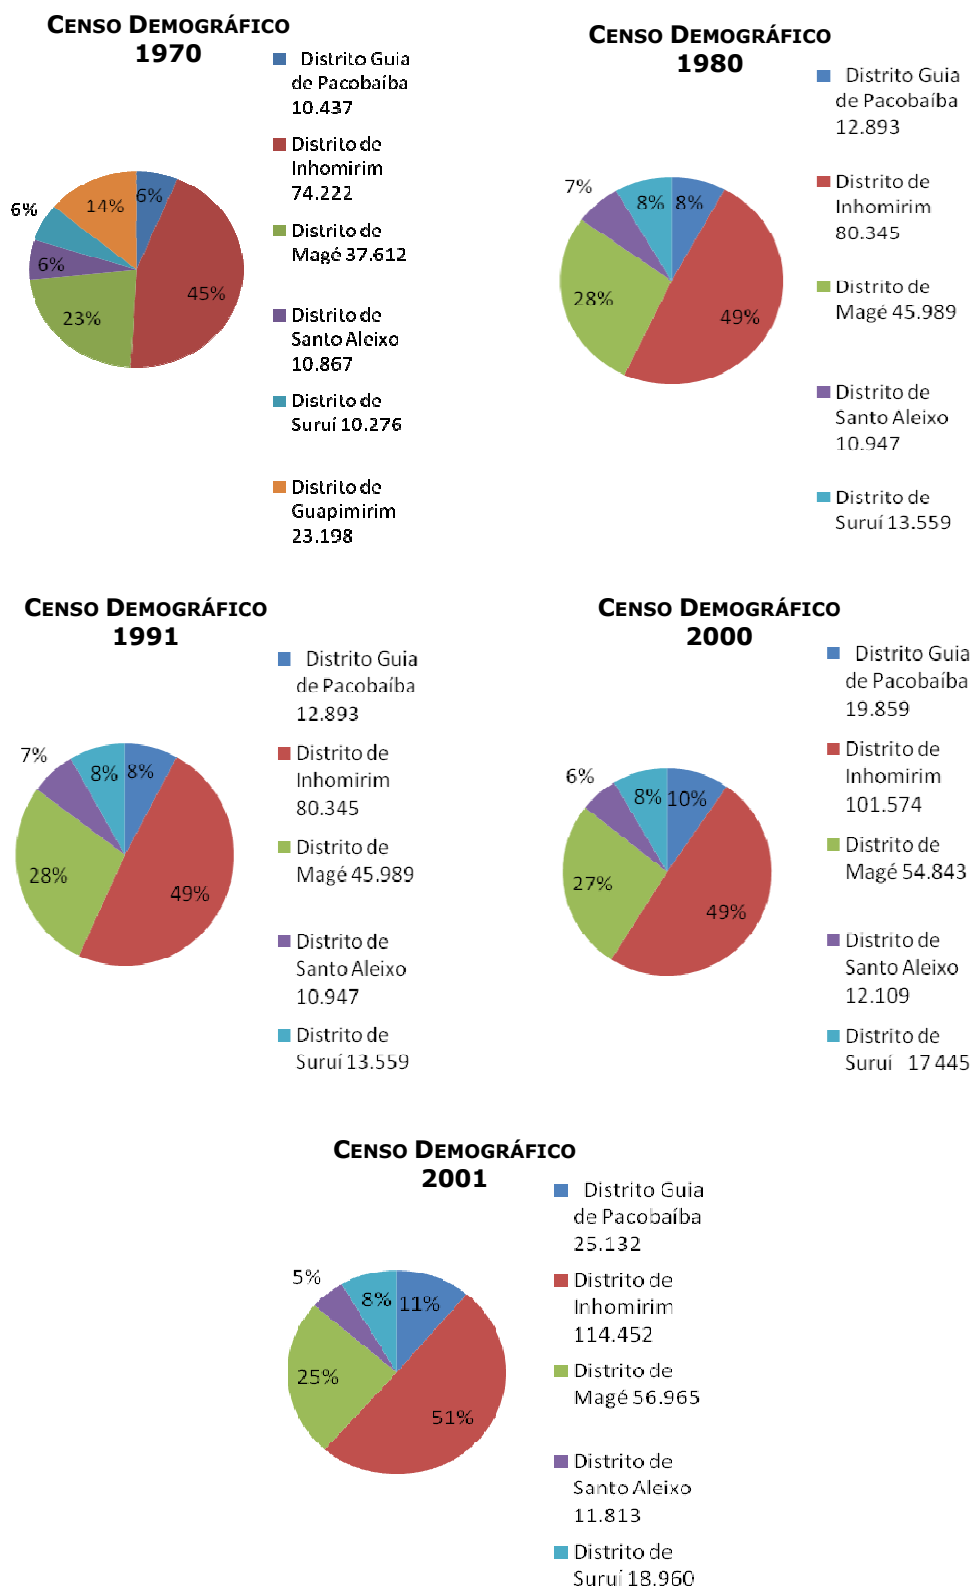 CENSO DEMOGRÁFICO
1970
Distrito Guia
de Pacobaíba
10.437
Distrito de
Inhomirim
74.222
Distrito de
Magé 37.612
Distrito de
Santo Aleixo
10.867
Distrito de
Suruí 10.276
Distrito de
Guapimirim
23.198
6%
45%
23%
6%
6%
14%
CENSO DEMOGRÁFICO
1980
Distrito Guia
de Pacobaíba
12.893
Distrito de
Inhomirim
80.345
Distrito de
Magé 45.989
Distrito de
Santo Aleixo
10.947
Distrito de
Suruí 13.559
8%
49%
28%
7%
8%
CENSO DEMOGRÁFICO
1991
Distrito Guia
de Pacobaíba
12.893
Distrito de
Inhomirim
80.345
Distrito de
Magé 45.989
Distrito de
Santo Aleixo
10.947
Distrito de
Suruí 13.559
8%
49%
28%
7%
8%
CENSO DEMOGRÁFICO
2000
Distrito Guia
de Pacobaíba
19.859
Distrito de
Inhomirim
101.574
Distrito de
Magé 54.843
Distrito de
Santo Aleixo
12.109
Distrito de
Suruí 17 445
10%
49%
27%
6%
8%
CENSO DEMOGRÁFICO
2001
Distrito Guia
de Pacobaíba
25.132
Distrito de
Inhomirim
114.452
Distrito de
Magé 56.965
Distrito de
Santo Aleixo
11.813
Distrito de
Suruí 18.960
11%
51%
25%
5%
8%